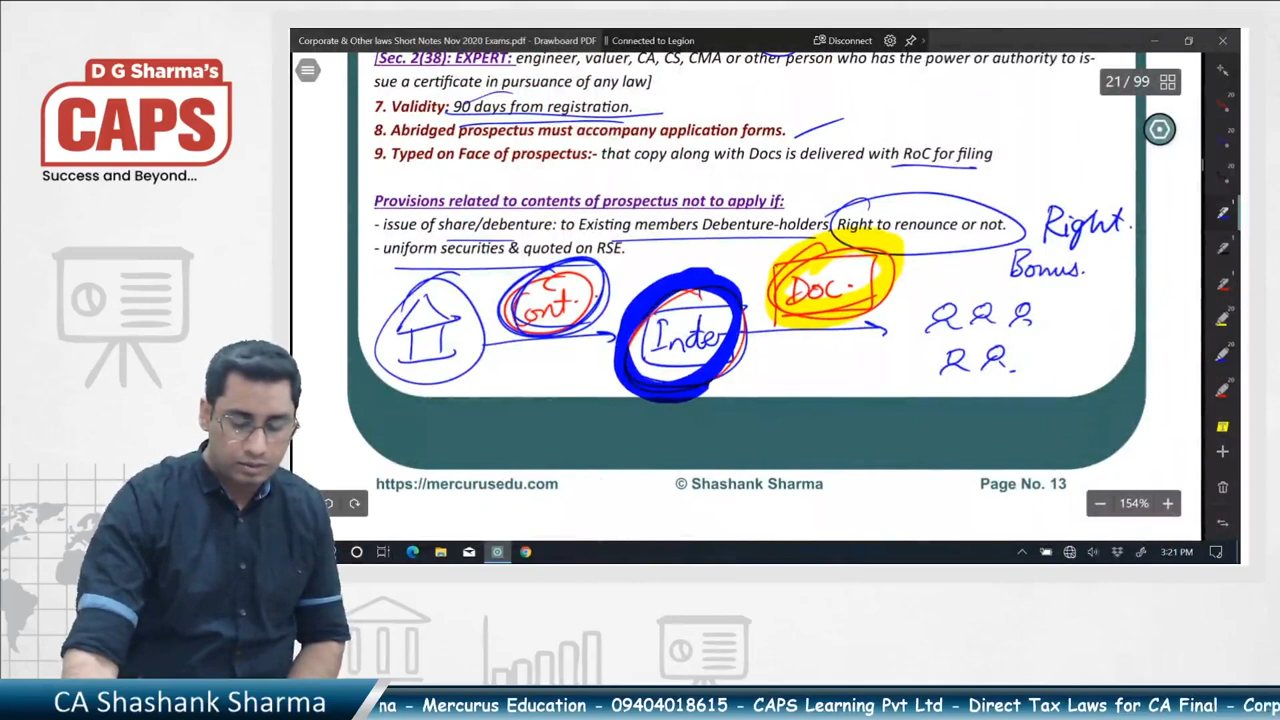 Corporate & Other laws Short Notes Nov 2020 Exams.pdf - Drawboard PDF
Connected to Legion
Disconnect
D G Sharma's
CAPS
Success and Beyond...
[Sec. 2(38): EXPERT: engineer, valuer, CA, CS, CMA or other person who has the power or authority to is-
sue a certificate in pursuance of any law]
21/ 99
7. Validity: 90 days from registration.
8. Abridged prospectus must accompany application forms.
9. Typed on Face of prospectus:- that copy along with Docs is delivered with RoC for filing
Provisions related to contents of prospectus not to apply if:
- issue of share/debenture: to Existing members Debenture-holders Right to renounce or not.
Right.
- uniform securities & quoted on RSE.
Bonus.
Cont.
Doc.
Inter
https://mercurusedu.com
© Shashank Sharma
Page No. 13
154%
3:21 PM
CA Shashank Sharma
na - Mercurus Education - 09404018615 - CAPS Learning Pvt Ltd - Direct Tax Laws for CA Final - Corp